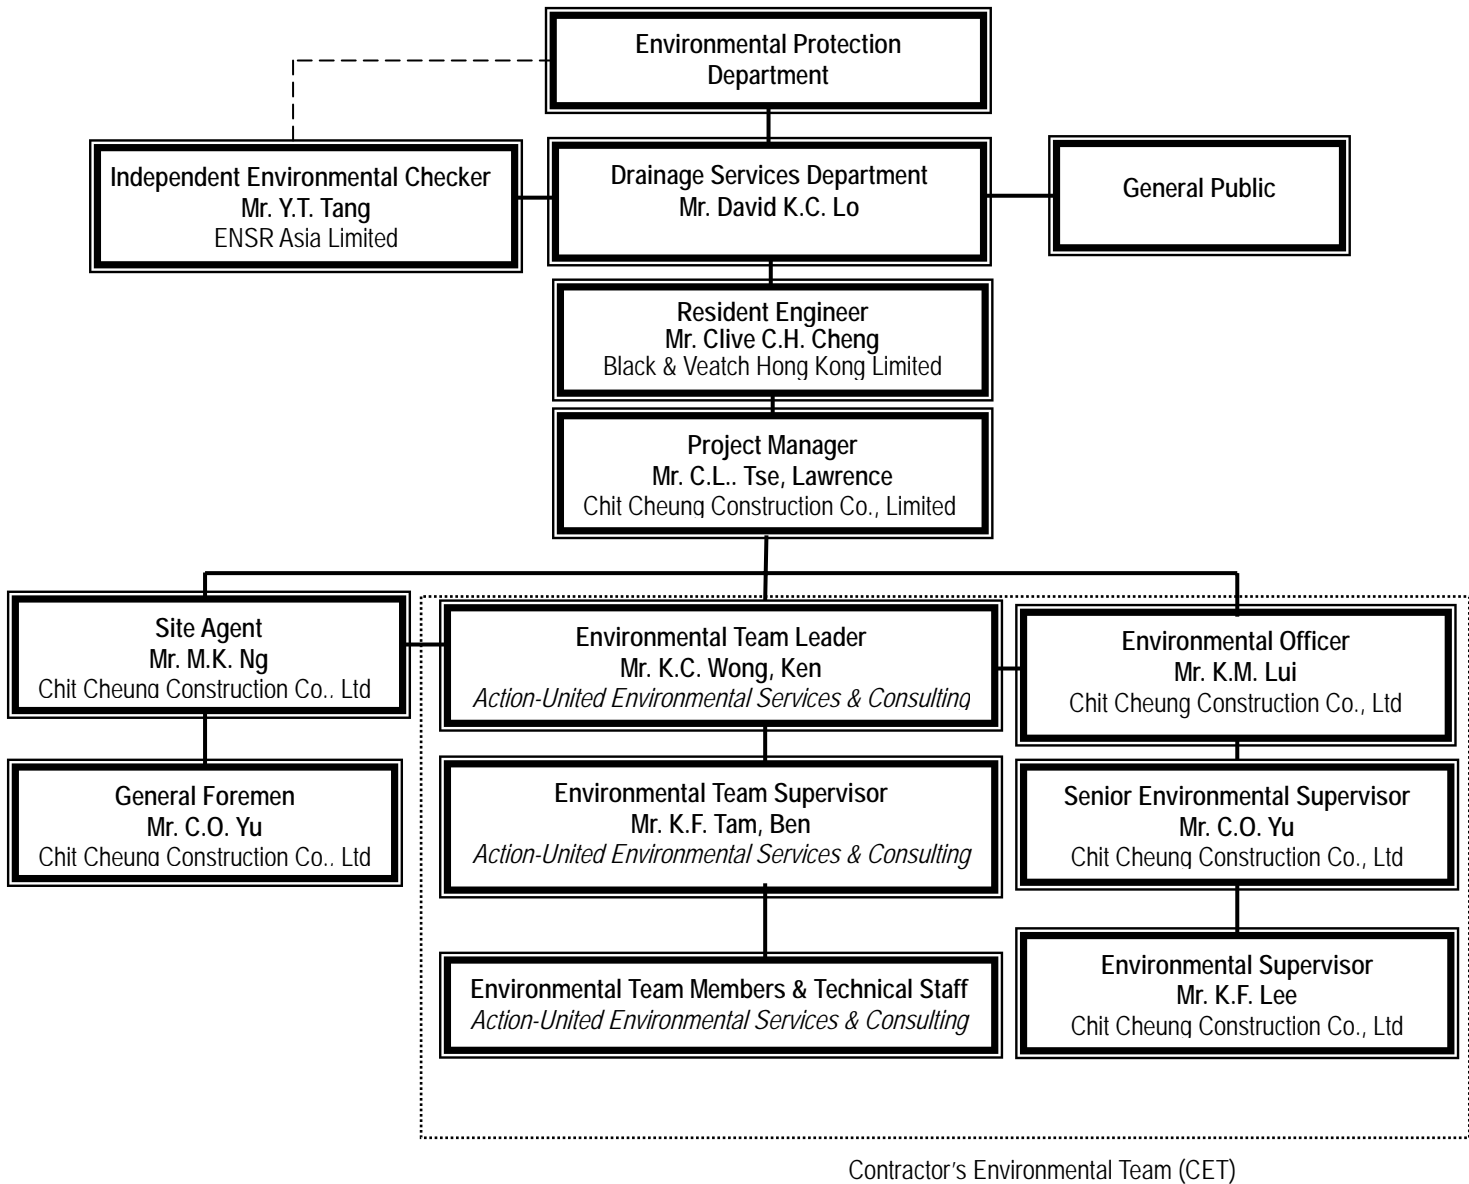 Environmental Protection
Department
Independent Environmental Checker
Mr. Y.T. Tang
ENSR Asia Limited
Drainage Services Department
Mr. David K.C. Lo
General Public
Resident Engineer
Mr. Clive C.H. Cheng
Black & Veatch Hong Kong Limited
Project Manager
Mr. C.L.. Tse, Lawrence
Chit Cheung Construction Co., Limited
Site Agent
Mr. M.K. Ng
Chit Cheung Construction Co.. Ltd
Environmental Team Leader
Mr. K.C. Wong, Ken
Action-United Environmental Services & Consulting
Environmental Officer
Mr. K.M. Lui
Chit Cheung Construction Co., Ltd
General Foremen
Mr. C.O. Yu
Chit Cheung Construction Co.. Ltd
Environmental Team Supervisor
Mr. K.F. Tam, Ben
Action-United Environmental Services & Consulting
Senior Environmental Supervisor
Mr. C.O. Yu
Chit Cheung Construction Co., Ltd
Environmental Team Members & Technical Staff
Action-United Environmental Services & Consulting
Environmental Supervisor
Mr. K.F. Lee
Chit Cheung Construction Co., Ltd
Contractor's Environmental Team (CET)